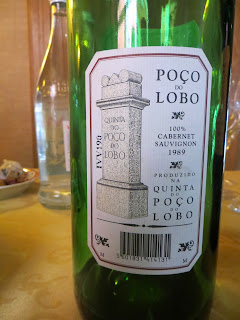 POÇO
DO
LOBO
100%
CABERNET
SAUVIGNON
1989
PRODUZIDO
NA
QUINTA
DO
POÇO
DO
LOBO
QUINTA
DO
POÇO
DO
LOBO
M
M